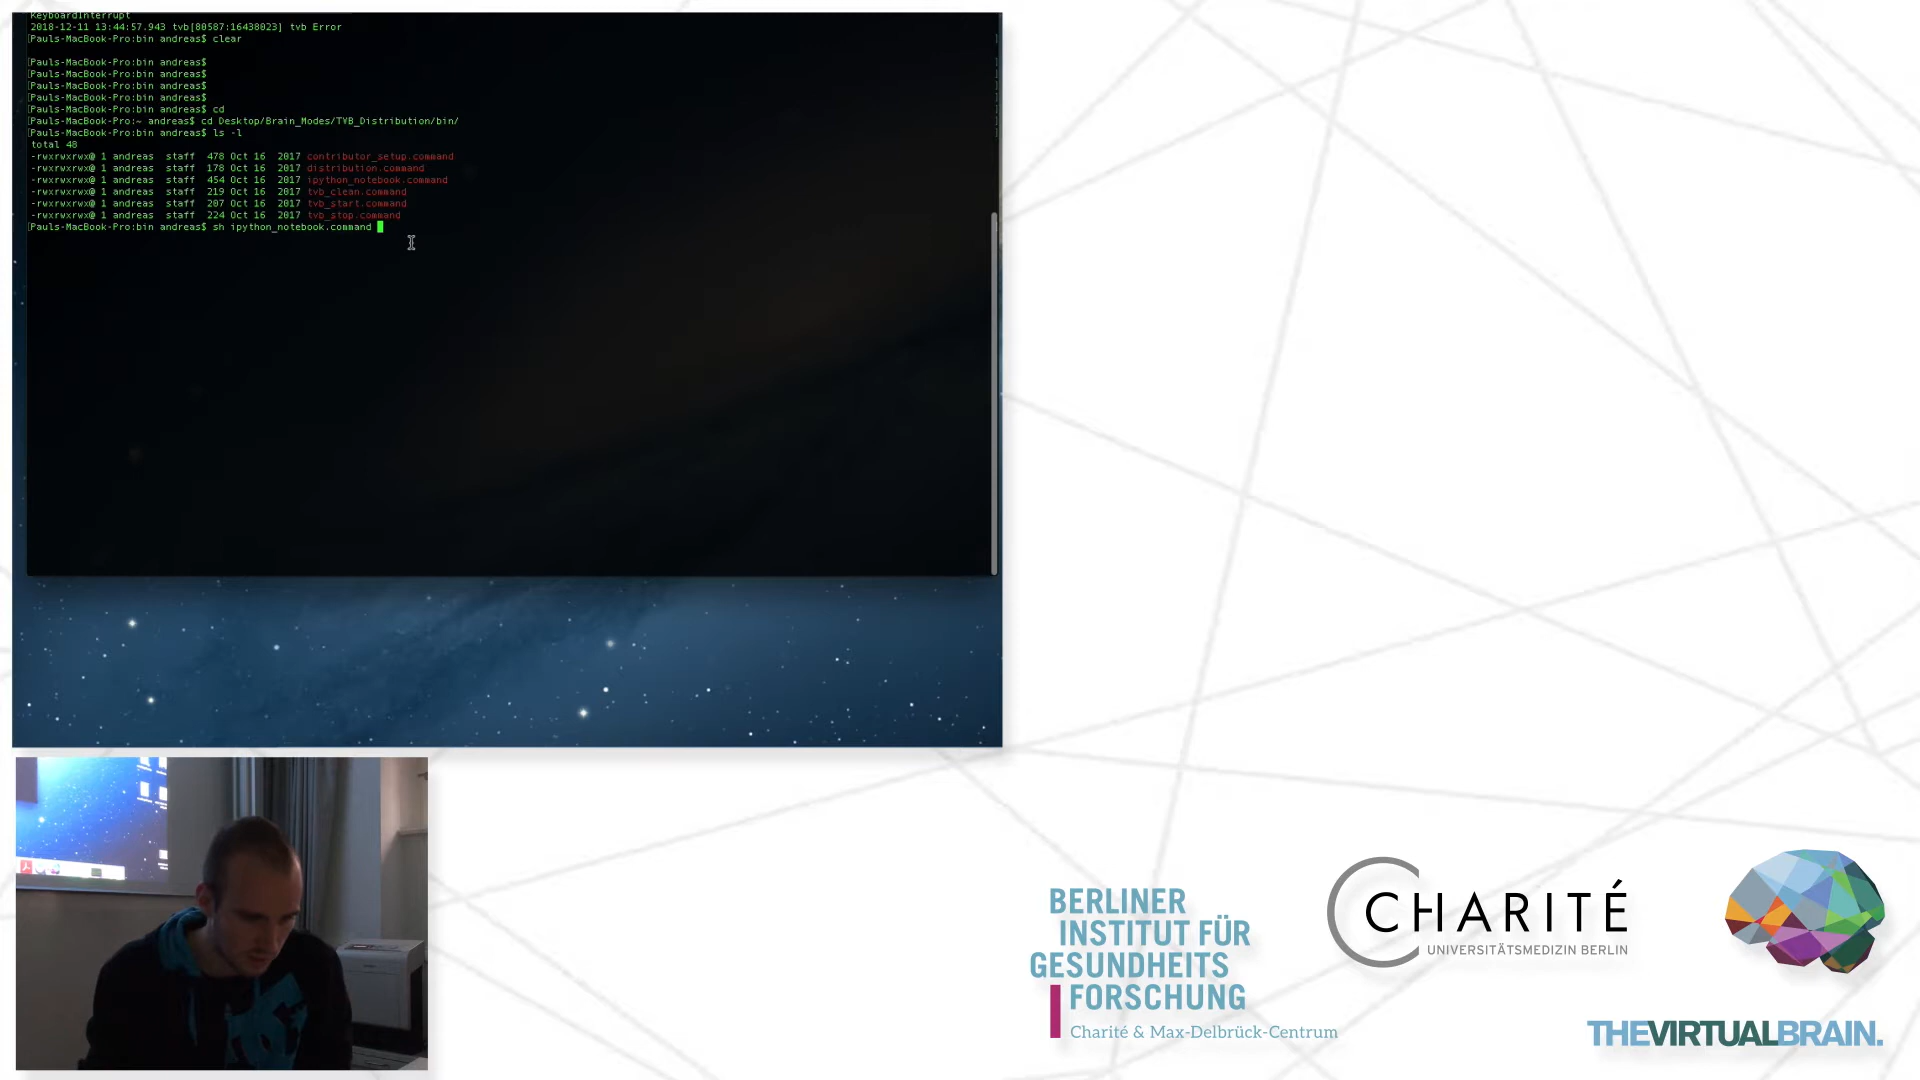 KeyboardInterrupt
2018-12-11 13:44:57.943 tvb[80587:16438023] tvb Error
[Pauls-MacBook-Pro:bin andreas$ clear
[Pauls-MacBook-Pro:bin andreas$
[Pauls-MacBook-Pro:bin andreas$
[Pauls-MacBook-Pro:bin andreas$
[Pauls-MacBook-Pro:bin andreas$
[Pauls-MacBook-Pro:bin andreas$ cd
[Pauls-MacBook-Pro:~ andreas$ cd Desktop/Brain_Modes/TVB_Distribution/bin/
[Pauls-MacBook-Pro:bin andreas$ ls -l
total 48
-rwxrwxrwx@ 1 andreas  staff  478 Oct 16  2017 contributor_setup.command
-rwxrwxrwx@ 1 andreas  staff  178 Oct 16  2017 distribution.command
-rwxrwxrwx@ 1 andreas  staff  454 Oct 16  2017 ipython_notebook.command
-rwxrwxrwx@ 1 andreas  staff  219 Oct 16  2017 tvb_clean.command
-rwxrwxrwx@ 1 andreas  staff  207 Oct 16  2017 tvb_start.command
-rwxrwxrwx@ 1 andreas  staff  224 Oct 16  2017 tvb_stop.command
[Pauls-MacBook-Pro:bin andreas$ sh ipython_notebook.command
BERLINER
INSTITUT FÜR
GESUNDHEITS
FORSCHUNG
Charité & Max-Delbrück-Centrum
CHARITÉ
UNIVERSITÄTSMEDIZIN BERLIN
THEVIRTUALBRAIN.